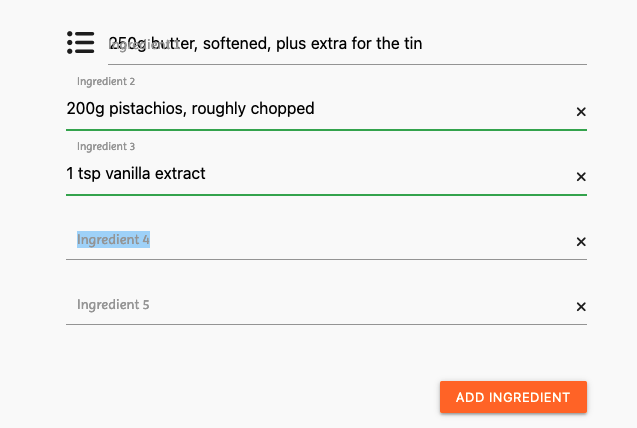 Ingredient 1
250g butter, softened, plus extra for the tin
Ingredient 2
200g pistachios, roughly chopped
×
Ingredient 3
1 tsp vanilla extract
×
Ingredient 4
×
Ingredient 5
×
ADD INGREDIENT